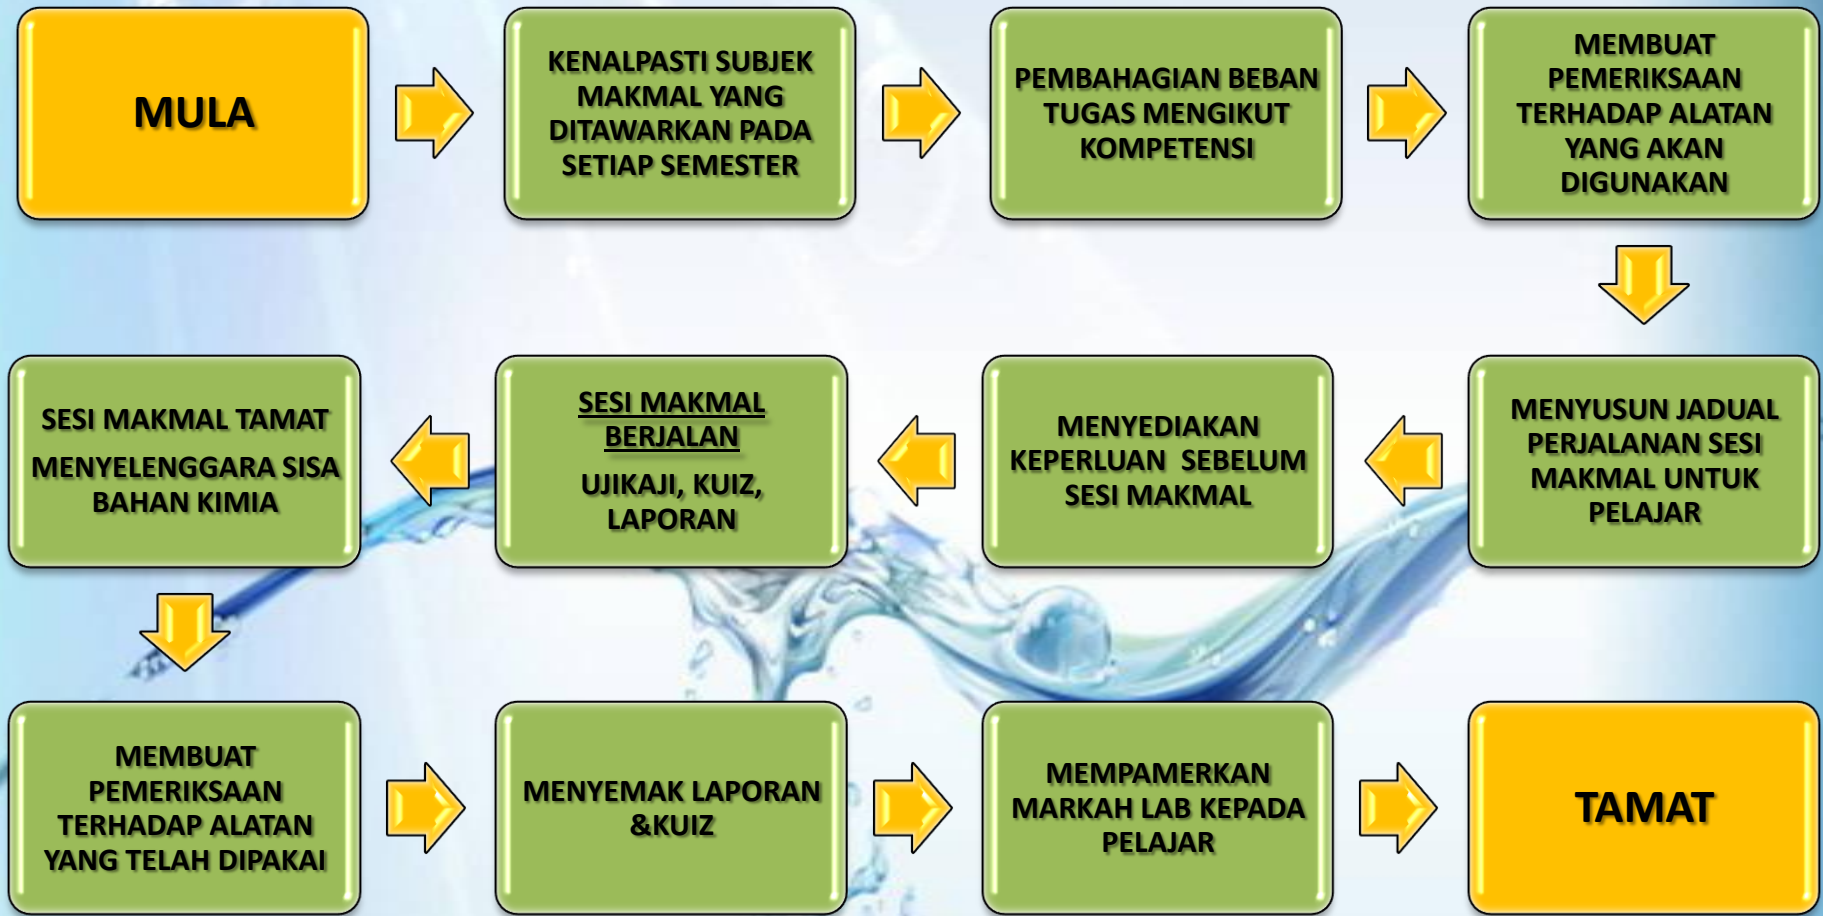 MULA
KENALPASTI SUBJEK
MAKMAL YANG
DITAWARKAN PADA
SETIAP SEMESTER
PEMBAHAGIAN BEBAN
TUGAS MENGIKUT
KOMPETENSI
MEMBUAT
PEMERIKSAAN
TERHADAP ALATAN
YANG AKAN
DIGUNAKAN
MENYUSUN JADUAL
PERJALANAN SESI
MAKMAL UNTUK
PELAJAR
MENYEDIAKAN
KEPERLUAN  SEBELUM
SESI MAKMAL
SESI MAKMAL
BERJALAN
UJIKAJI, KUIZ,
LAPORAN
SESI MAKMAL TAMAT
MENYELENGGARA SISA
BAHAN KIMIA
MEMBUAT
PEMERIKSAAN
TERHADAP ALATAN
YANG TELAH DIPAKAI
MENYEMAK LAPORAN
&KUIZ
MEMPAMERKAN
MARKAH LAB KEPADA
PELAJAR
TAMAT